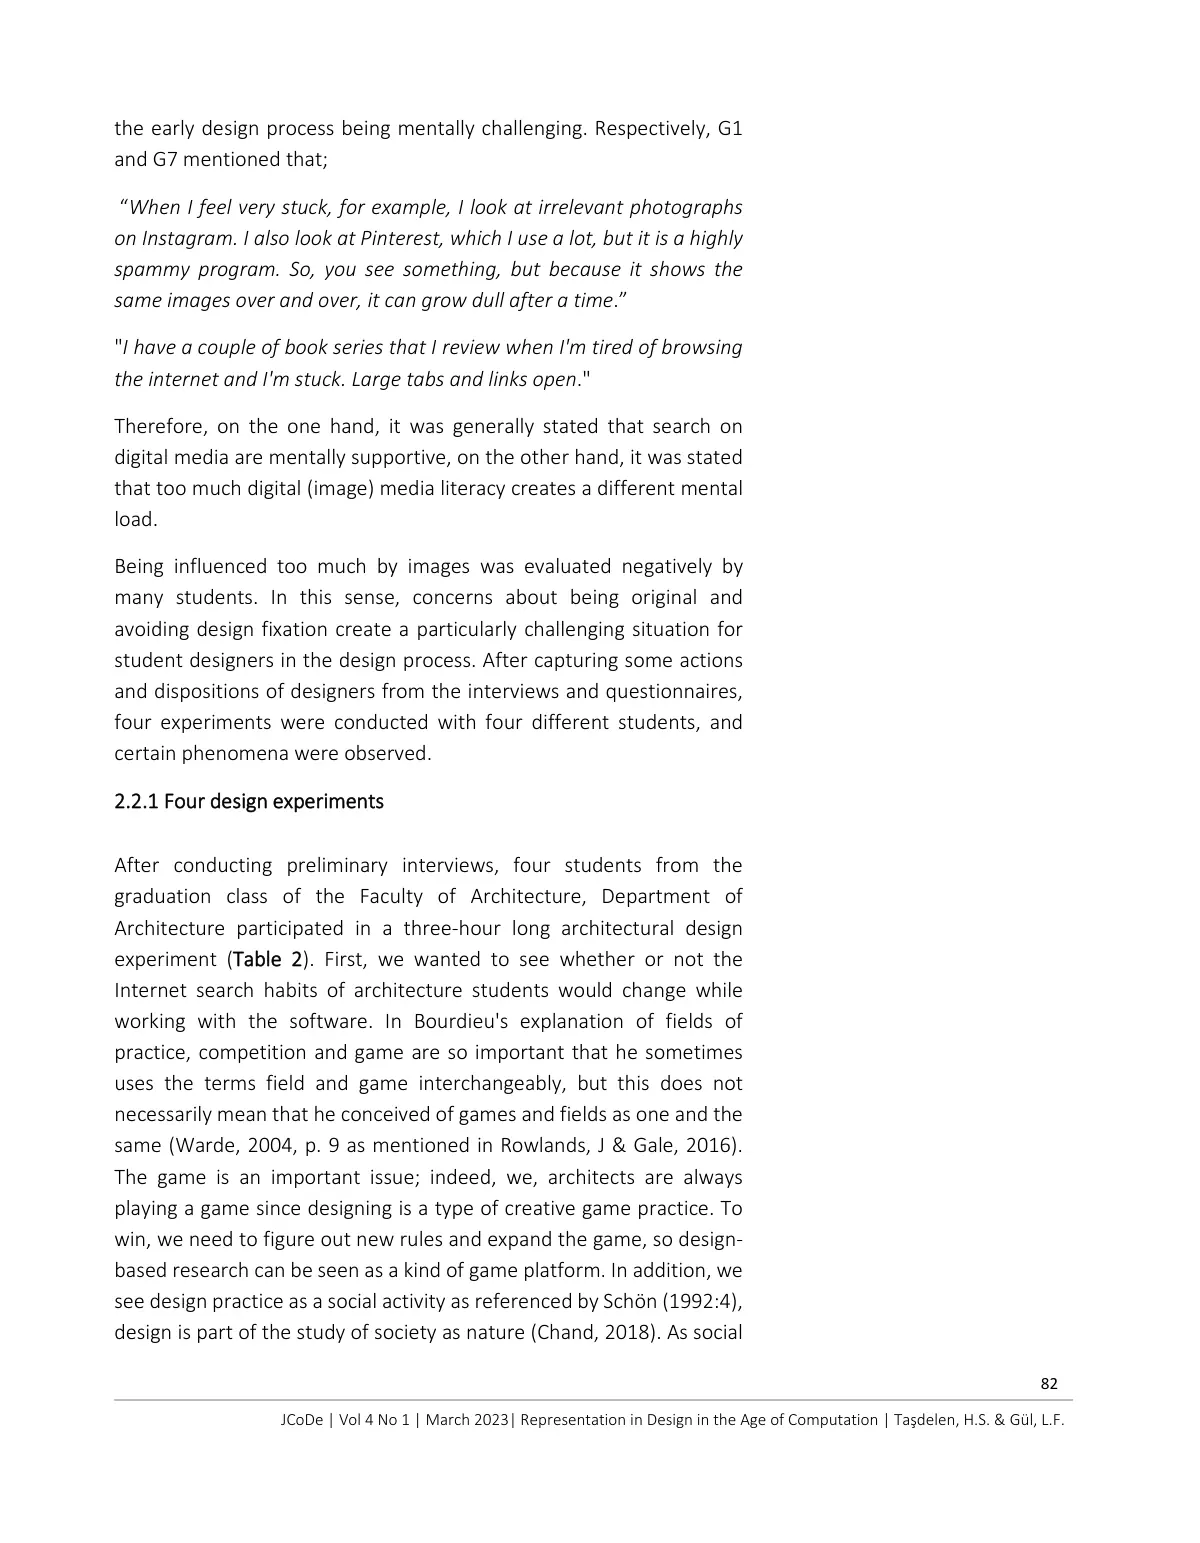 the early design process being mentally challenging. Respectively, G1
and G7 mentioned that;
“When I feel very stuck, for example, I look at irrelevant photographs
on Instagram. I also look at Pinterest, which I use a lot, but it is a highly
spammy program. So, you see something, but because it shows the
same images over and over, it can grow dull after a time.”
"I have a couple of book series that I review when I'm tired of browsing
the internet and I'm stuck. Large tabs and links open."
Therefore, on the one hand, it was generally stated that search on
digital media are mentally supportive, on the other hand, it was stated
that too much digital (image) media literacy creates a different mental
load.
Being influenced too much by images was evaluated negatively by
many students. In this sense, concerns about being original and
avoiding design fixation create a particularly challenging situation for
student designers in the design process. After capturing some actions
and dispositions of designers from the interviews and questionnaires,
four experiments were conducted with four different students, and
certain phenomena were observed.
2.2.1 Four design experiments
After conducting preliminary interviews, four students from the
graduation class of the Faculty of Architecture, Department of
Architecture participated in a three-hour long architectural design
experiment (Table 2). First, we wanted to see whether or not the
Internet search habits of architecture students would change while
working with the software. In Bourdieu's explanation of fields of
practice, competition and game are so important that he sometimes
uses the terms field and game interchangeably, but this does not
necessarily mean that he conceived of games and fields as one and the
same (Warde, 2004, p. 9 as mentioned in Rowlands, J & Gale, 2016).
The game is an important issue; indeed, we, architects are always
playing a game since designing is a type of creative game practice. To
win, we need to figure out new rules and expand the game, so design-
based research can be seen as a kind of game platform. In addition, we
see design practice as a social activity as referenced by Schön (1992:4),
design is part of the study of society as nature (Chand, 2018). As social
82
JCoDe | Vol 4 No 1 | March 2023| Representation in Design in the Age of Computation | Taşdelen, H.S. & Gül, L.F.